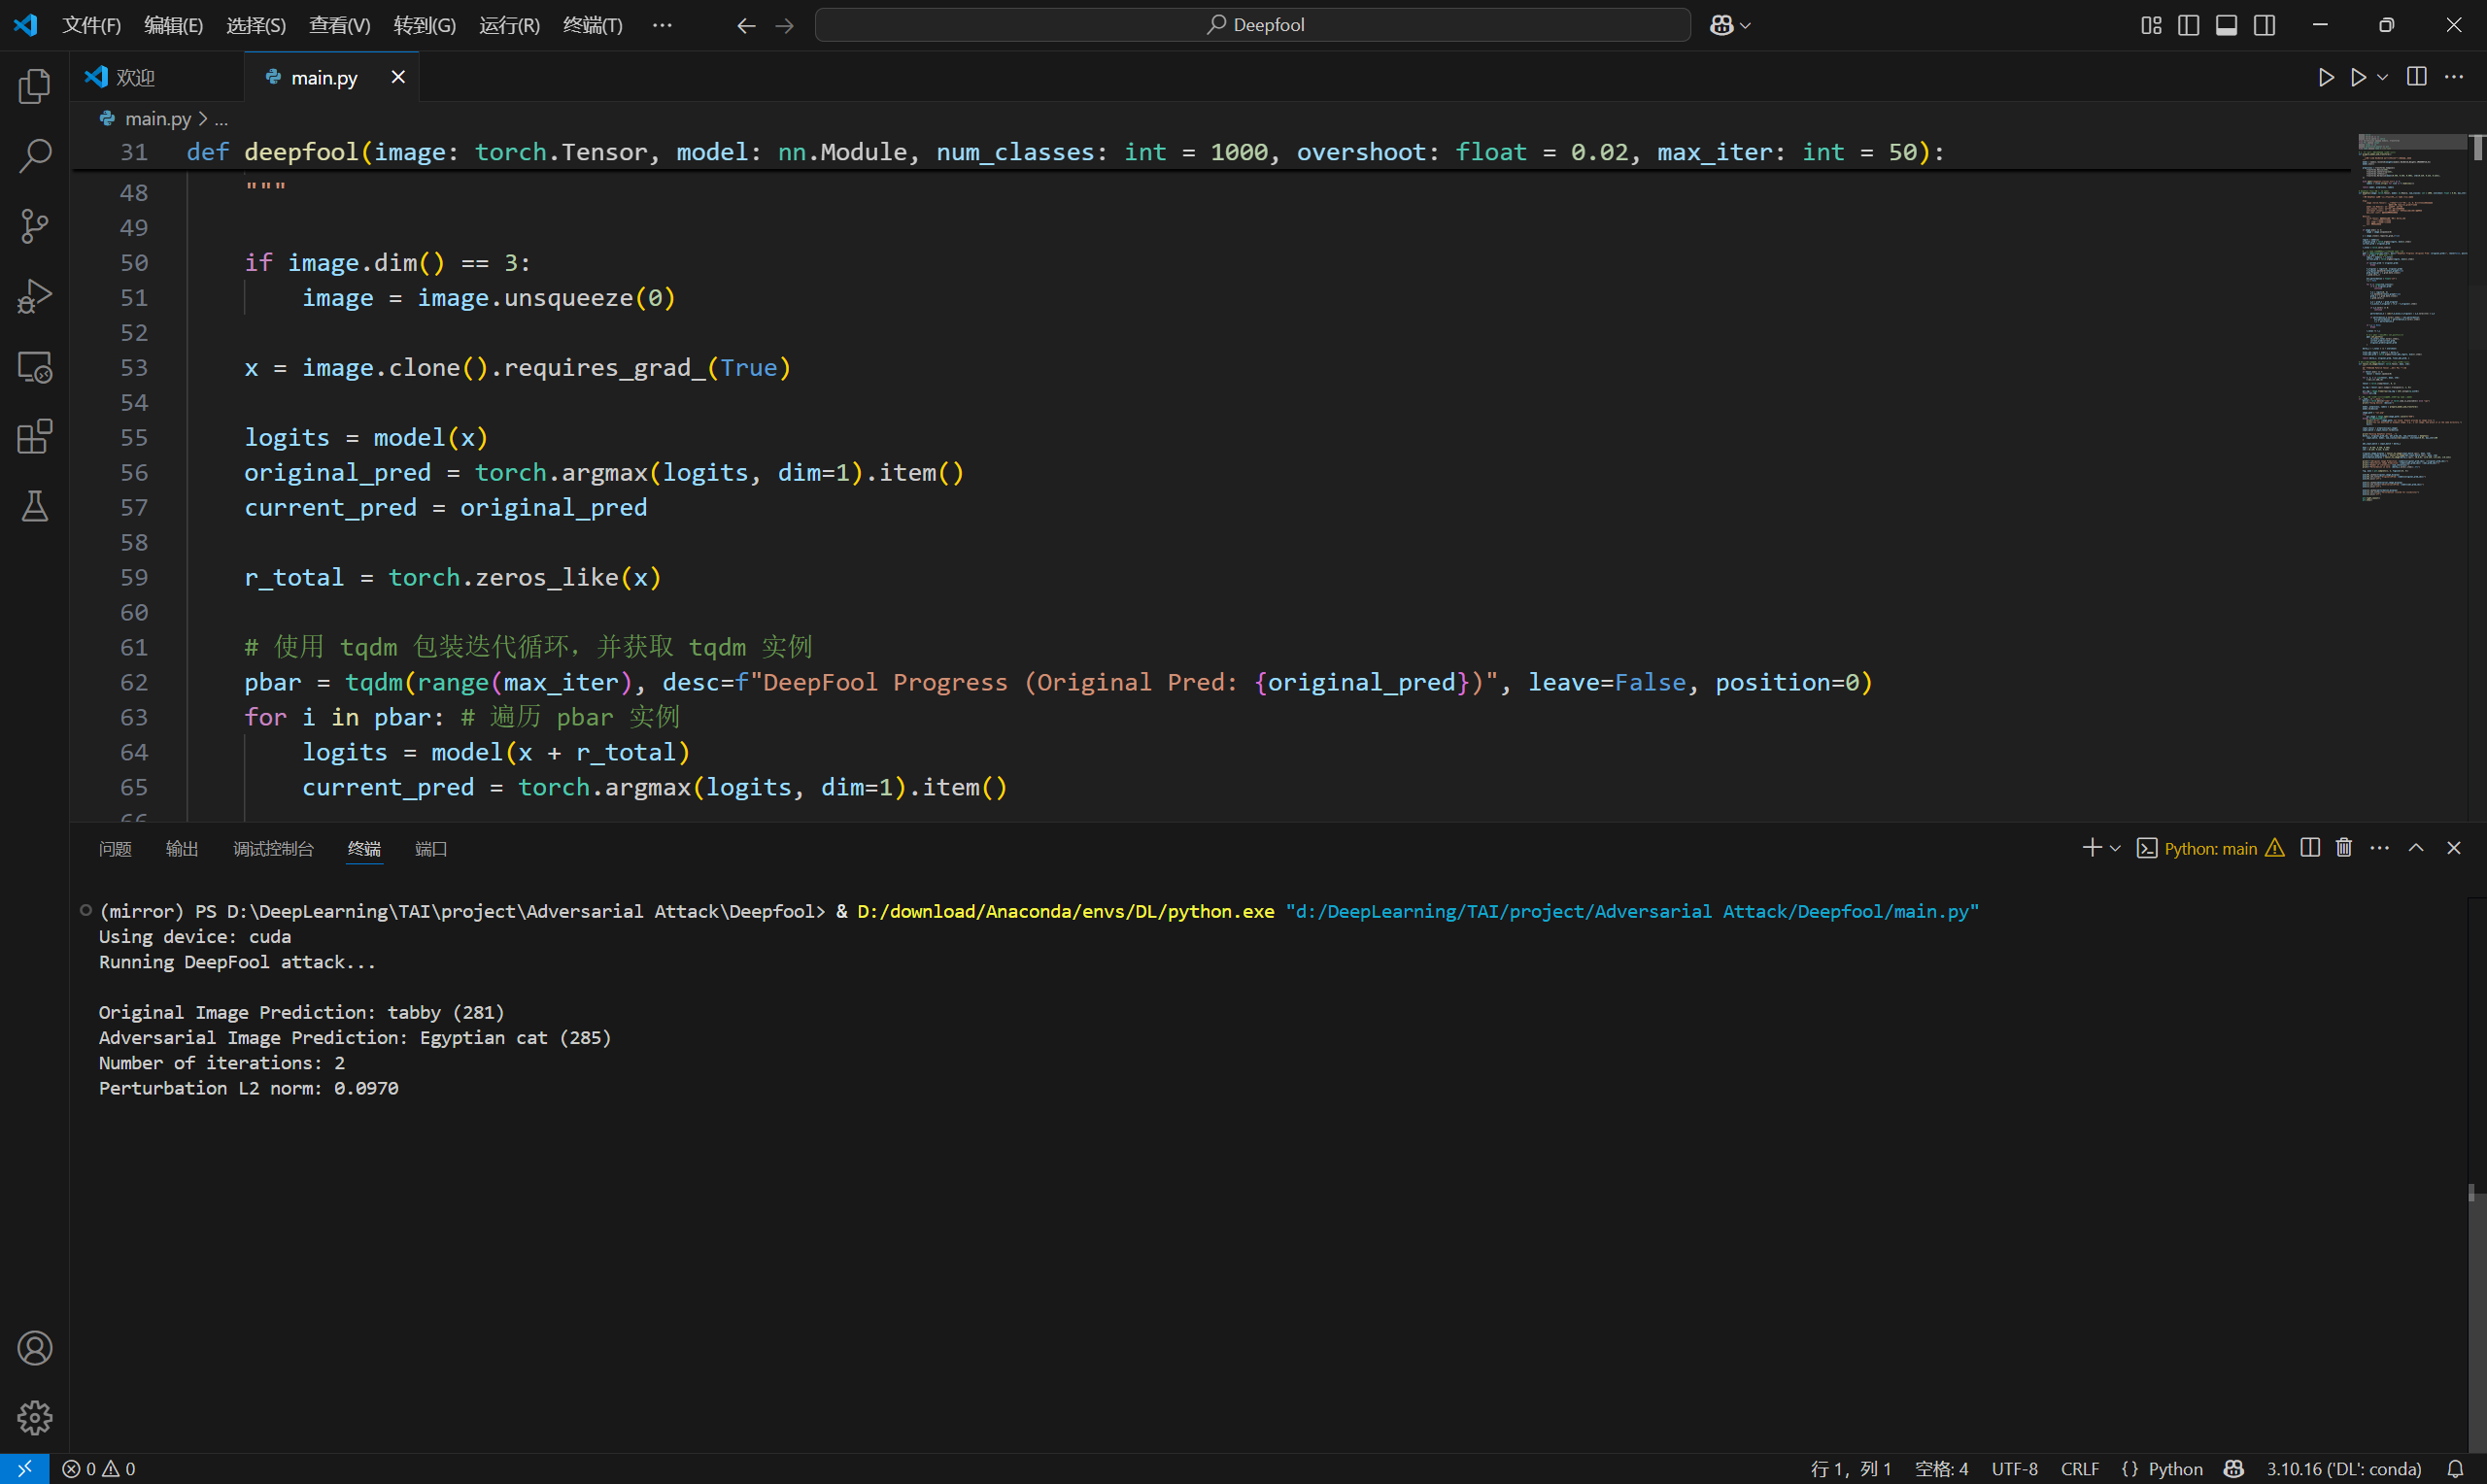 文件(F) 编辑(E) 选择(S) 查看(V) 转到(G) 运行(R) 终端(T) ··· Deepfool
欢迎 main.py
main.py > ...
31 def deepfool(image: torch.Tensor, model: nn.Module, num_classes: int = 1000, overshoot: float = 0.02, max_iter: int = 50):
48 """
49
50 if image.dim() == 3:
51 image = image.unsqueeze(0)
52
53 x = image.clone().requires_grad_(True)
54
55 logits = model(x)
56 original_pred = torch.argmax(logits, dim=1).item()
57 current_pred = original_pred
58
59 r_total = torch.zeros_like(x)
60
61 # 使用 tqdm 包装迭代循环，并获取 tqdm 实例
62 pbar = tqdm(range(max_iter), desc=f"DeepFool Progress (Original Pred: {original_pred})", leave=False, position=0)
63 for i in pbar: # 遍历 pbar 实例
64 logits = model(x + r_total)
65 current_pred = torch.argmax(logits, dim=1).item()
66
问题 输出 调试控制台 终端 端口 Python: main
(mirror) PS D:\DeepLearning\TAI\project\Adversarial Attack\Deepfool> & D:/download/Anaconda/envs/DL/python.exe "d:/DeepLearning/TAI/project/Adversarial Attack/Deepfool/main.py"
Using device: cuda
Running DeepFool attack...
Original Image Prediction: tabby (281)
Adversarial Image Prediction: Egyptian cat (285)
Number of iterations: 2
Perturbation L2 norm: 0.0970
0 0 行 1，列 1 空格: 4 UTF-8 CRLF {} Python 3.10.16 ('DL': conda)